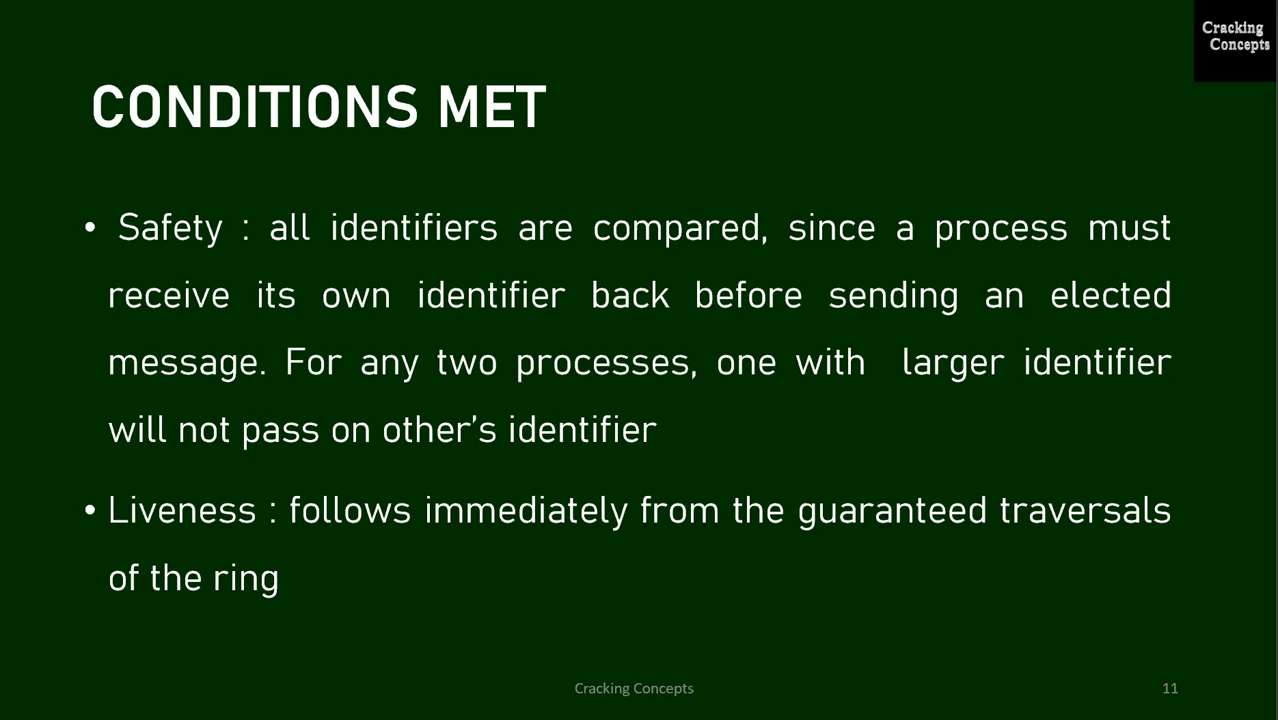 Cracking
Concepts
CONDITIONS MET
• Safety : all identifiers are compared, since a process must
receive its own identifier back before sending an elected
message. For any two processes, one with larger identifier
will not pass on other’s identifier
• Liveness : follows immediately from the guaranteed traversals
of the ring
Cracking Concepts
11